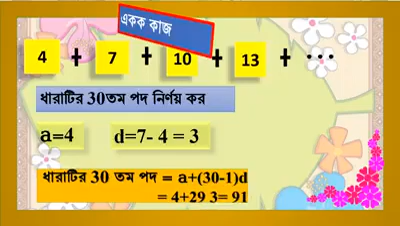 একক কাজ
4 + 7 + 10 + 13 + ...
ধারাটির 30তম পদ নির্ণয় কর
a=4 d=7- 4 = 3
ধারাটির 30 তম পদ = a+(30-1)d
= 4+29 3= 91